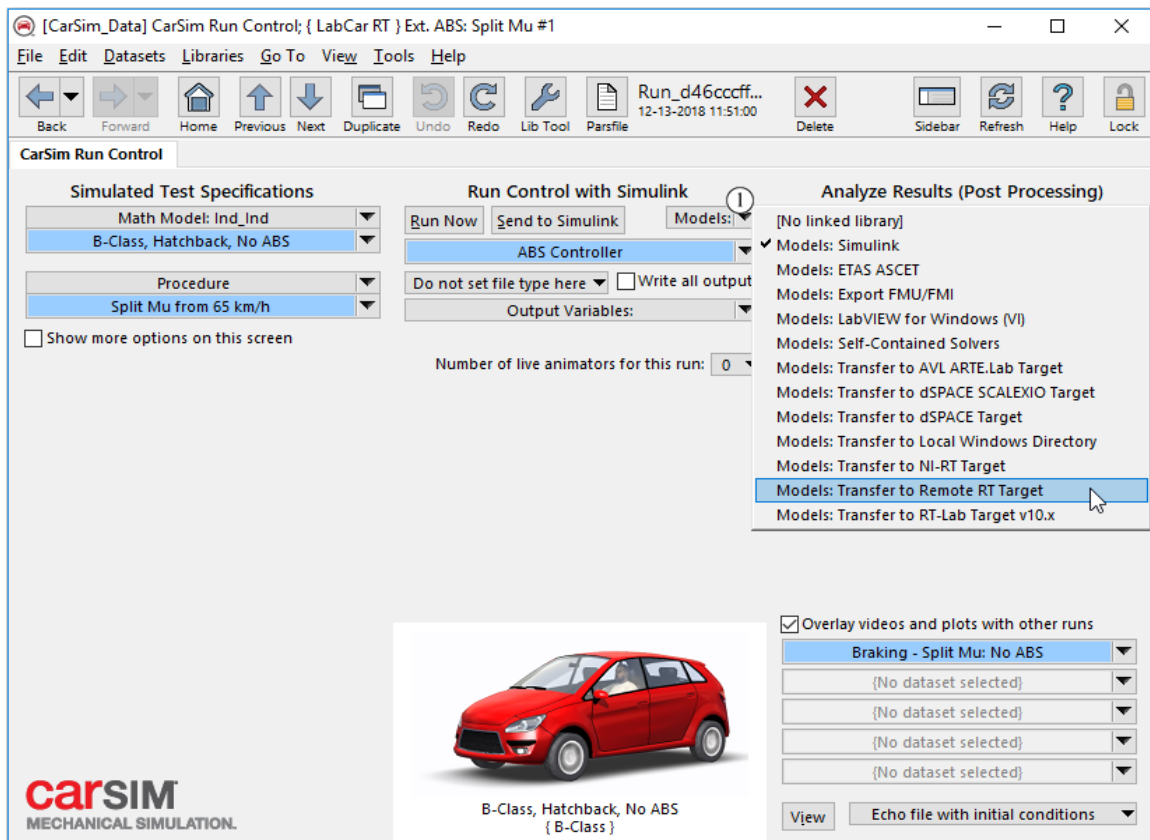 [CarSim_Data] CarSim Run Control; { LabCar RT } Ext. ABS: Split Mu #1
File Edit Datasets Libraries Go To View Tools Help
Back Forward Home Previous Next Duplicate Undo Redo Lib Tool Parsfile
Run_d46cccff...
12-13-2018 11:51:00
Delete Sidebar Refresh Help Lock
CarSim Run Control
Simulated Test Specifications
Math Model: Ind_Ind
B-Class, Hatchback, No ABS
Procedure
Split Mu from 65 km/h
Show more options on this screen
Run Control with Simulink
1
Run Now Send to Simulink Models:
ABS Controller
Do not set file type here Write all output
Output Variables:
Number of live animators for this run: 0
Analyze Results (Post Processing)
[No linked library]
Models: Simulink
Models: ETAS ASCET
Models: Export FMU/FMI
Models: LabVIEW for Windows (VI)
Models: Self-Contained Solvers
Models: Transfer to AVL ARTE.Lab Target
Models: Transfer to dSPACE SCALEXIO Target
Models: Transfer to dSPACE Target
Models: Transfer to Local Windows Directory
Models: Transfer to NI-RT Target
Models: Transfer to Remote RT Target
Models: Transfer to RT-Lab Target v10.x
Overlay videos and plots with other runs
Braking - Split Mu: No ABS
{No dataset selected}
{No dataset selected}
{No dataset selected}
{No dataset selected}
View Echo file with initial conditions
B-Class, Hatchback, No ABS
{ B-Class }
carSIM
MECHANICAL SIMULATION.